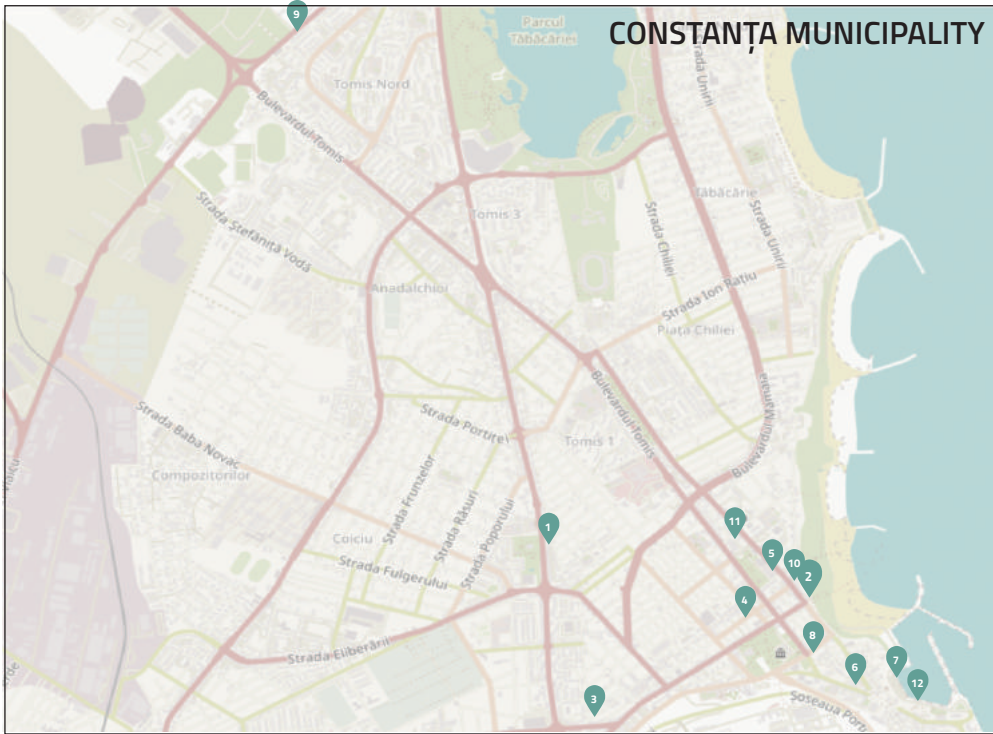 CONSTANȚA MUNICIPALITY
9
Parcul
Tăbăcăriei
Strada Unirii
Tomis Nord
Bulevardul Tomis
Tăbăcărie
Tomis 3
Strada Ștefăniță Vodă
Strada Chiliei
Strada Unirii
Anadalchioi
Strada Ion Rațiu
Piața Chiliei
Bulevardul Tomis
Bulevardul Mamaia
Strada Portiței
Tomis 1
Strada Baba Novac
Compozitorilor
Strada Frunzelor
Strada Răsuri
Strada Poporului
Coiciu
Strada Fulgerului
1
11
5
10
2
4
8
Strada Eliberării
6
7
12
3
Șoseaua Port